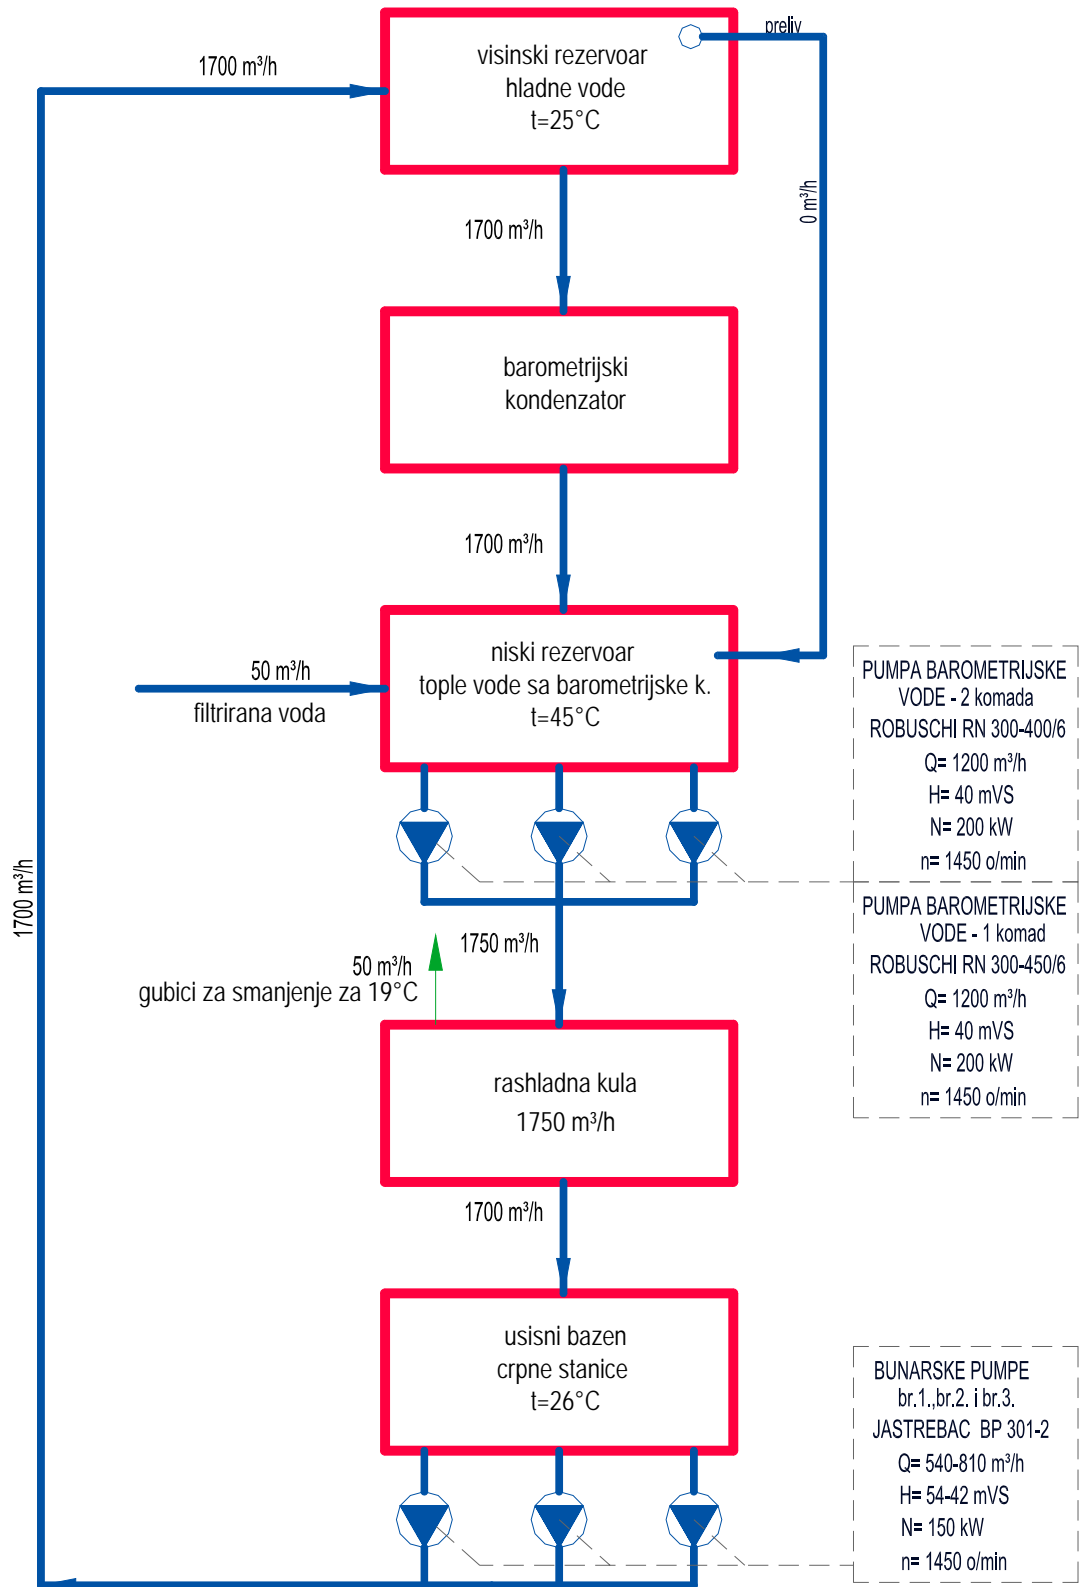 preliv
1700 m³/h
visinski rezervoar
hladne vode
t=25°C
0 m³/h
1700 m³/h
barometrijski
kondenzator
1700 m³/h
niski rezervoar
tople vode sa barometrijske k.
t=45°C
50 m³/h
filtrirana voda
PUMPA BAROMETRIJSKE
VODE - 2 komada
ROBUSCHI RN 300-400/6
Q= 1200 m³/h
H= 40 mVS
N= 200 kW
n= 1450 o/min
1700 m³/h
PUMPA BAROMETRIJSKE
VODE - 1 komad
ROBUSCHI RN 300-450/6
Q= 1200 m³/h
H= 40 mVS
N= 200 kW
n= 1450 o/min
1750 m³/h
50 m³/h
gubici za smanjenje za 19°C
rashladna kula
1750 m³/h
1700 m³/h
usisni bazen
crpne stanice
t=26°C
BUNARSKE PUMPE
br.1.,br.2. i br.3.
JASTREBAC BP 301-2
Q= 540-810 m³/h
H= 54-42 mVS
N= 150 kW
n= 1450 o/min